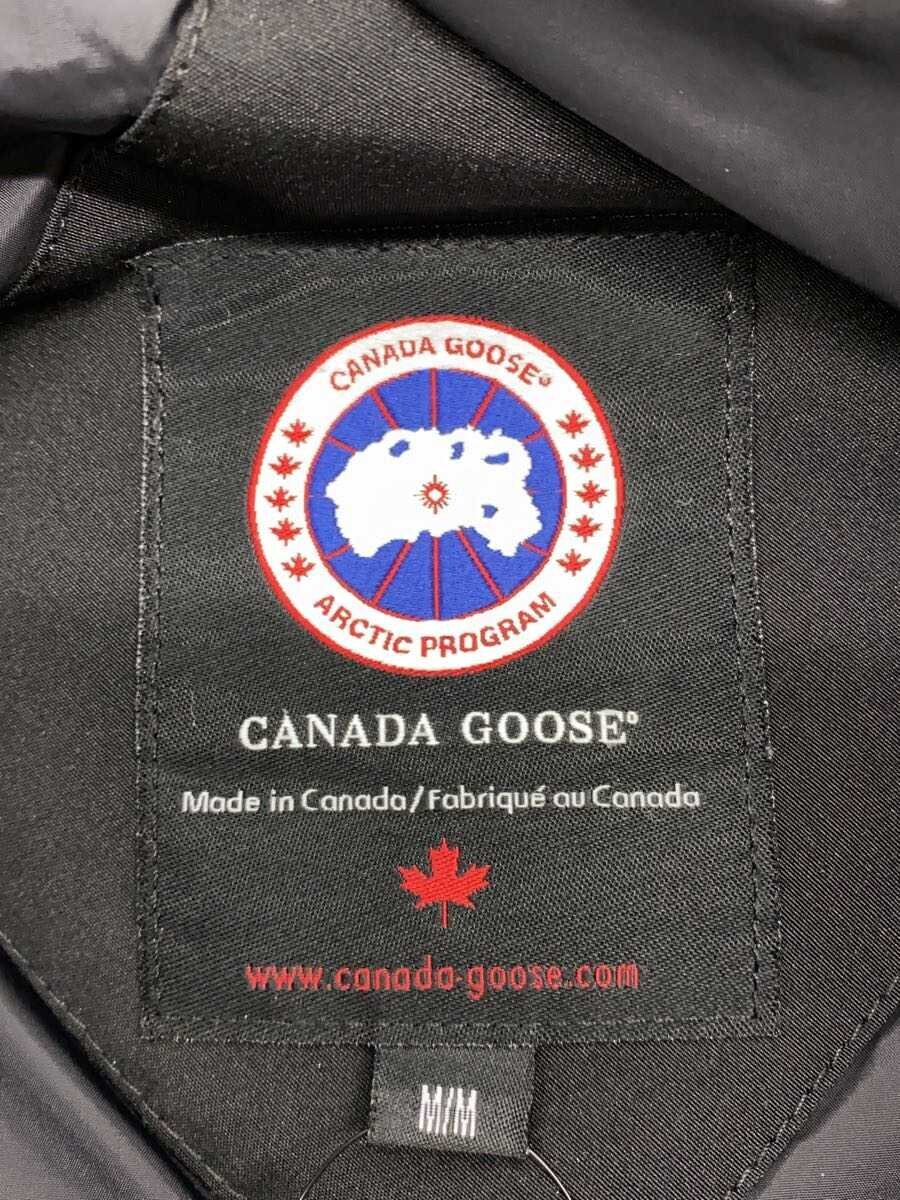 CANADA GOOSE®
ARCTIC PROGRAM
CANADA GOOSE®
Made in Canada/Fabriqué au Canada
www.canada-goose.com
M/M